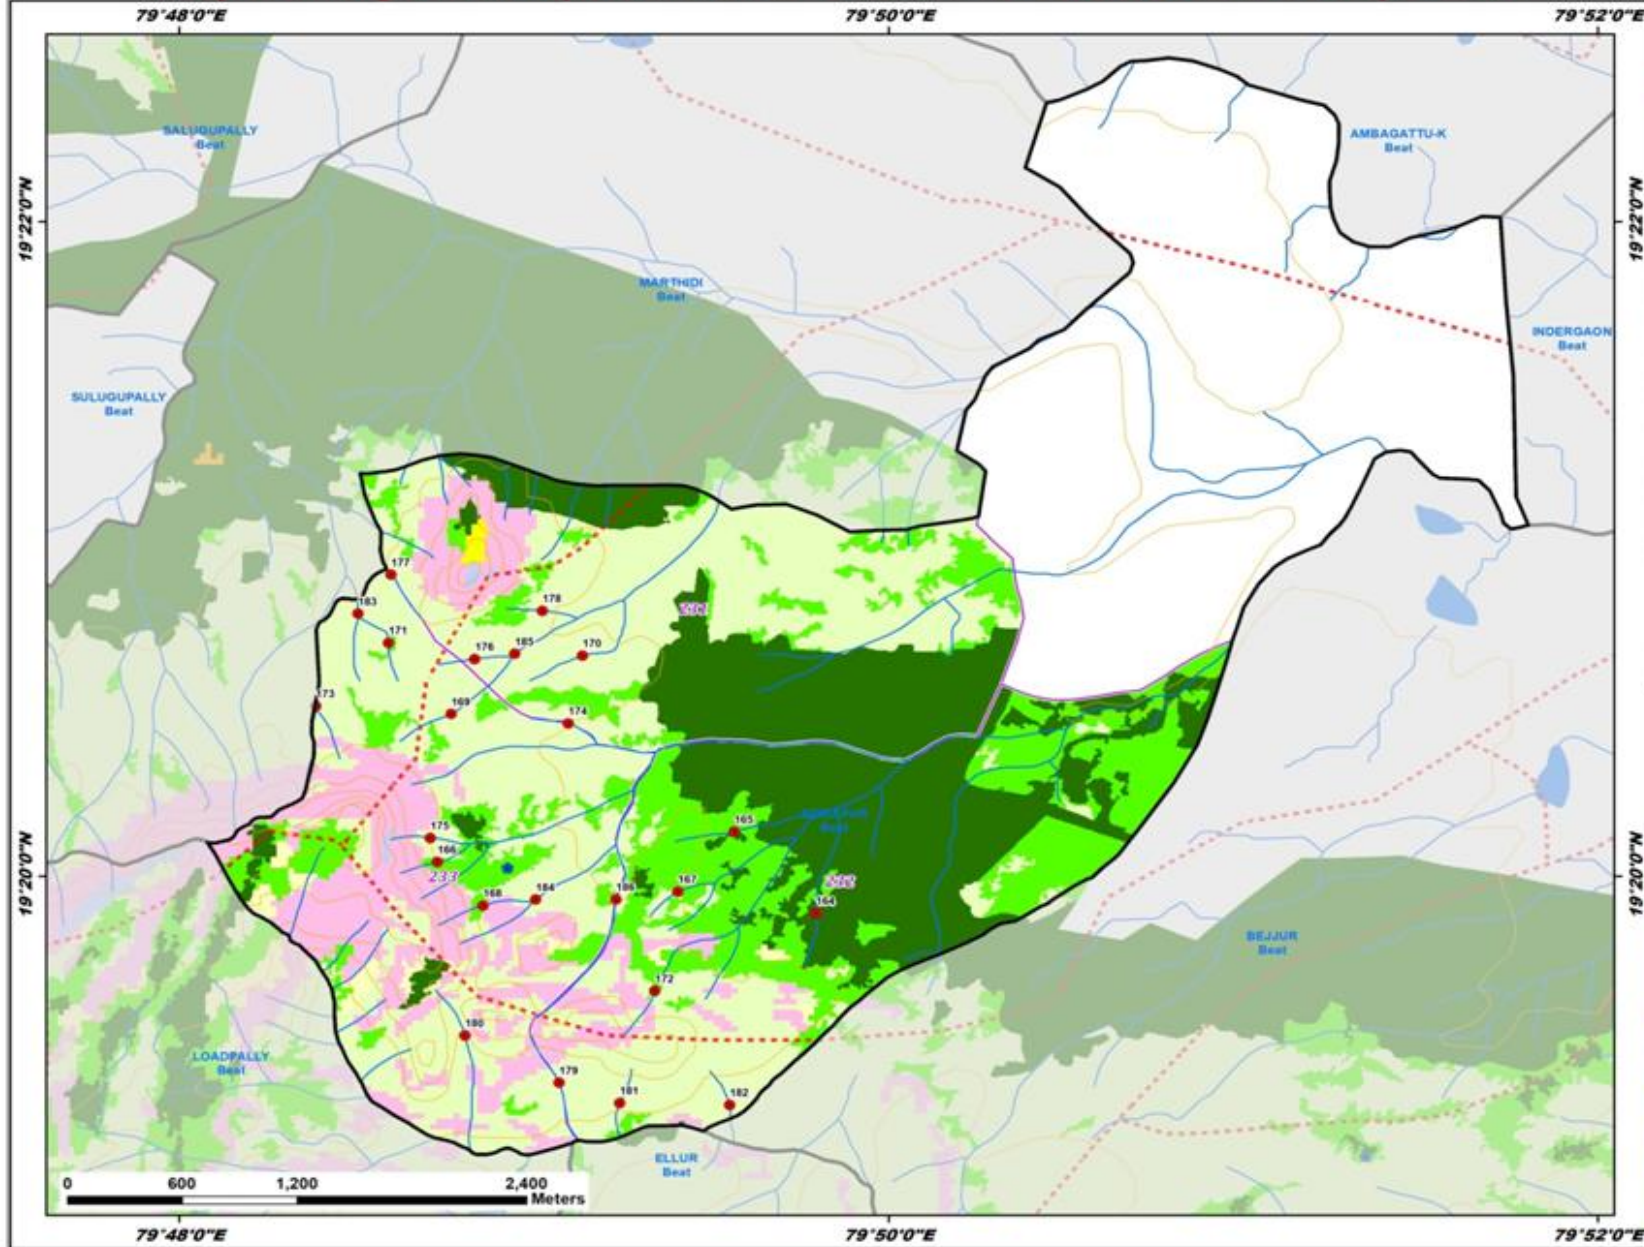 79°48'0"E
79°50'0"E
79°52'0"E
SALUGUPALLY
Beat
AMBAGATTU-K
Beat
19°22'0"N
19°22'0"N
MARTHIDI
Beat
INDERGAON
Beat
SULUGUPALLY
Beat
177
183
178
231
171
176
185
170
173
169
174
175
165
Beat
166
233
167
232
168
184
186
164
19°20'0"N
19°20'0"N
BEJJUR
Beat
172
180
LOADPALLY
Beat
179
181
182
ELLUR
Beat
0
600
1,200
2,400
Meters
79°48'0"E
79°50'0"E
79°52'0"E